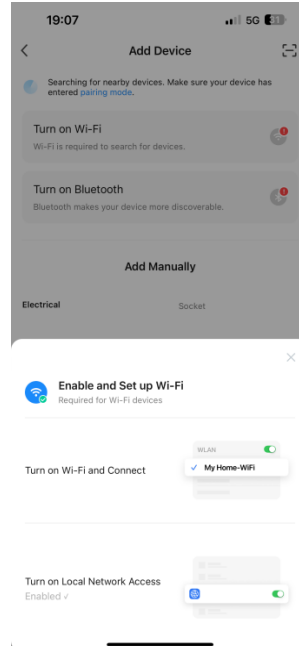 19:07
5G 31
Add Device
Searching for nearby devices. Make sure your device has
entered pairing mode.
Turn on Wi-Fi
Wi-Fi is required to search for devices.
Turn on Bluetooth
Bluetooth makes your device more discoverable.
Add Manually
Electrical
Socket
Enable and Set up Wi-Fi
Required for Wi-Fi devices
WLAN
Turn on Wi-Fi and Connect
✓ My Home-WiFi
Turn on Local Network Access
Enabled ✓